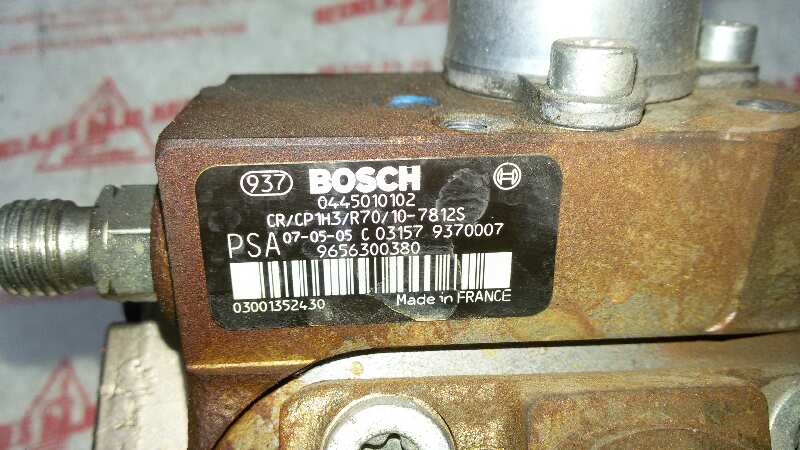 937 BOSCH
0445010102
CR/CP1H3/R70/10-7812S
PSA 07-05-05 C 03157 9370007
9656300380
03001352430 Made in FRANCE